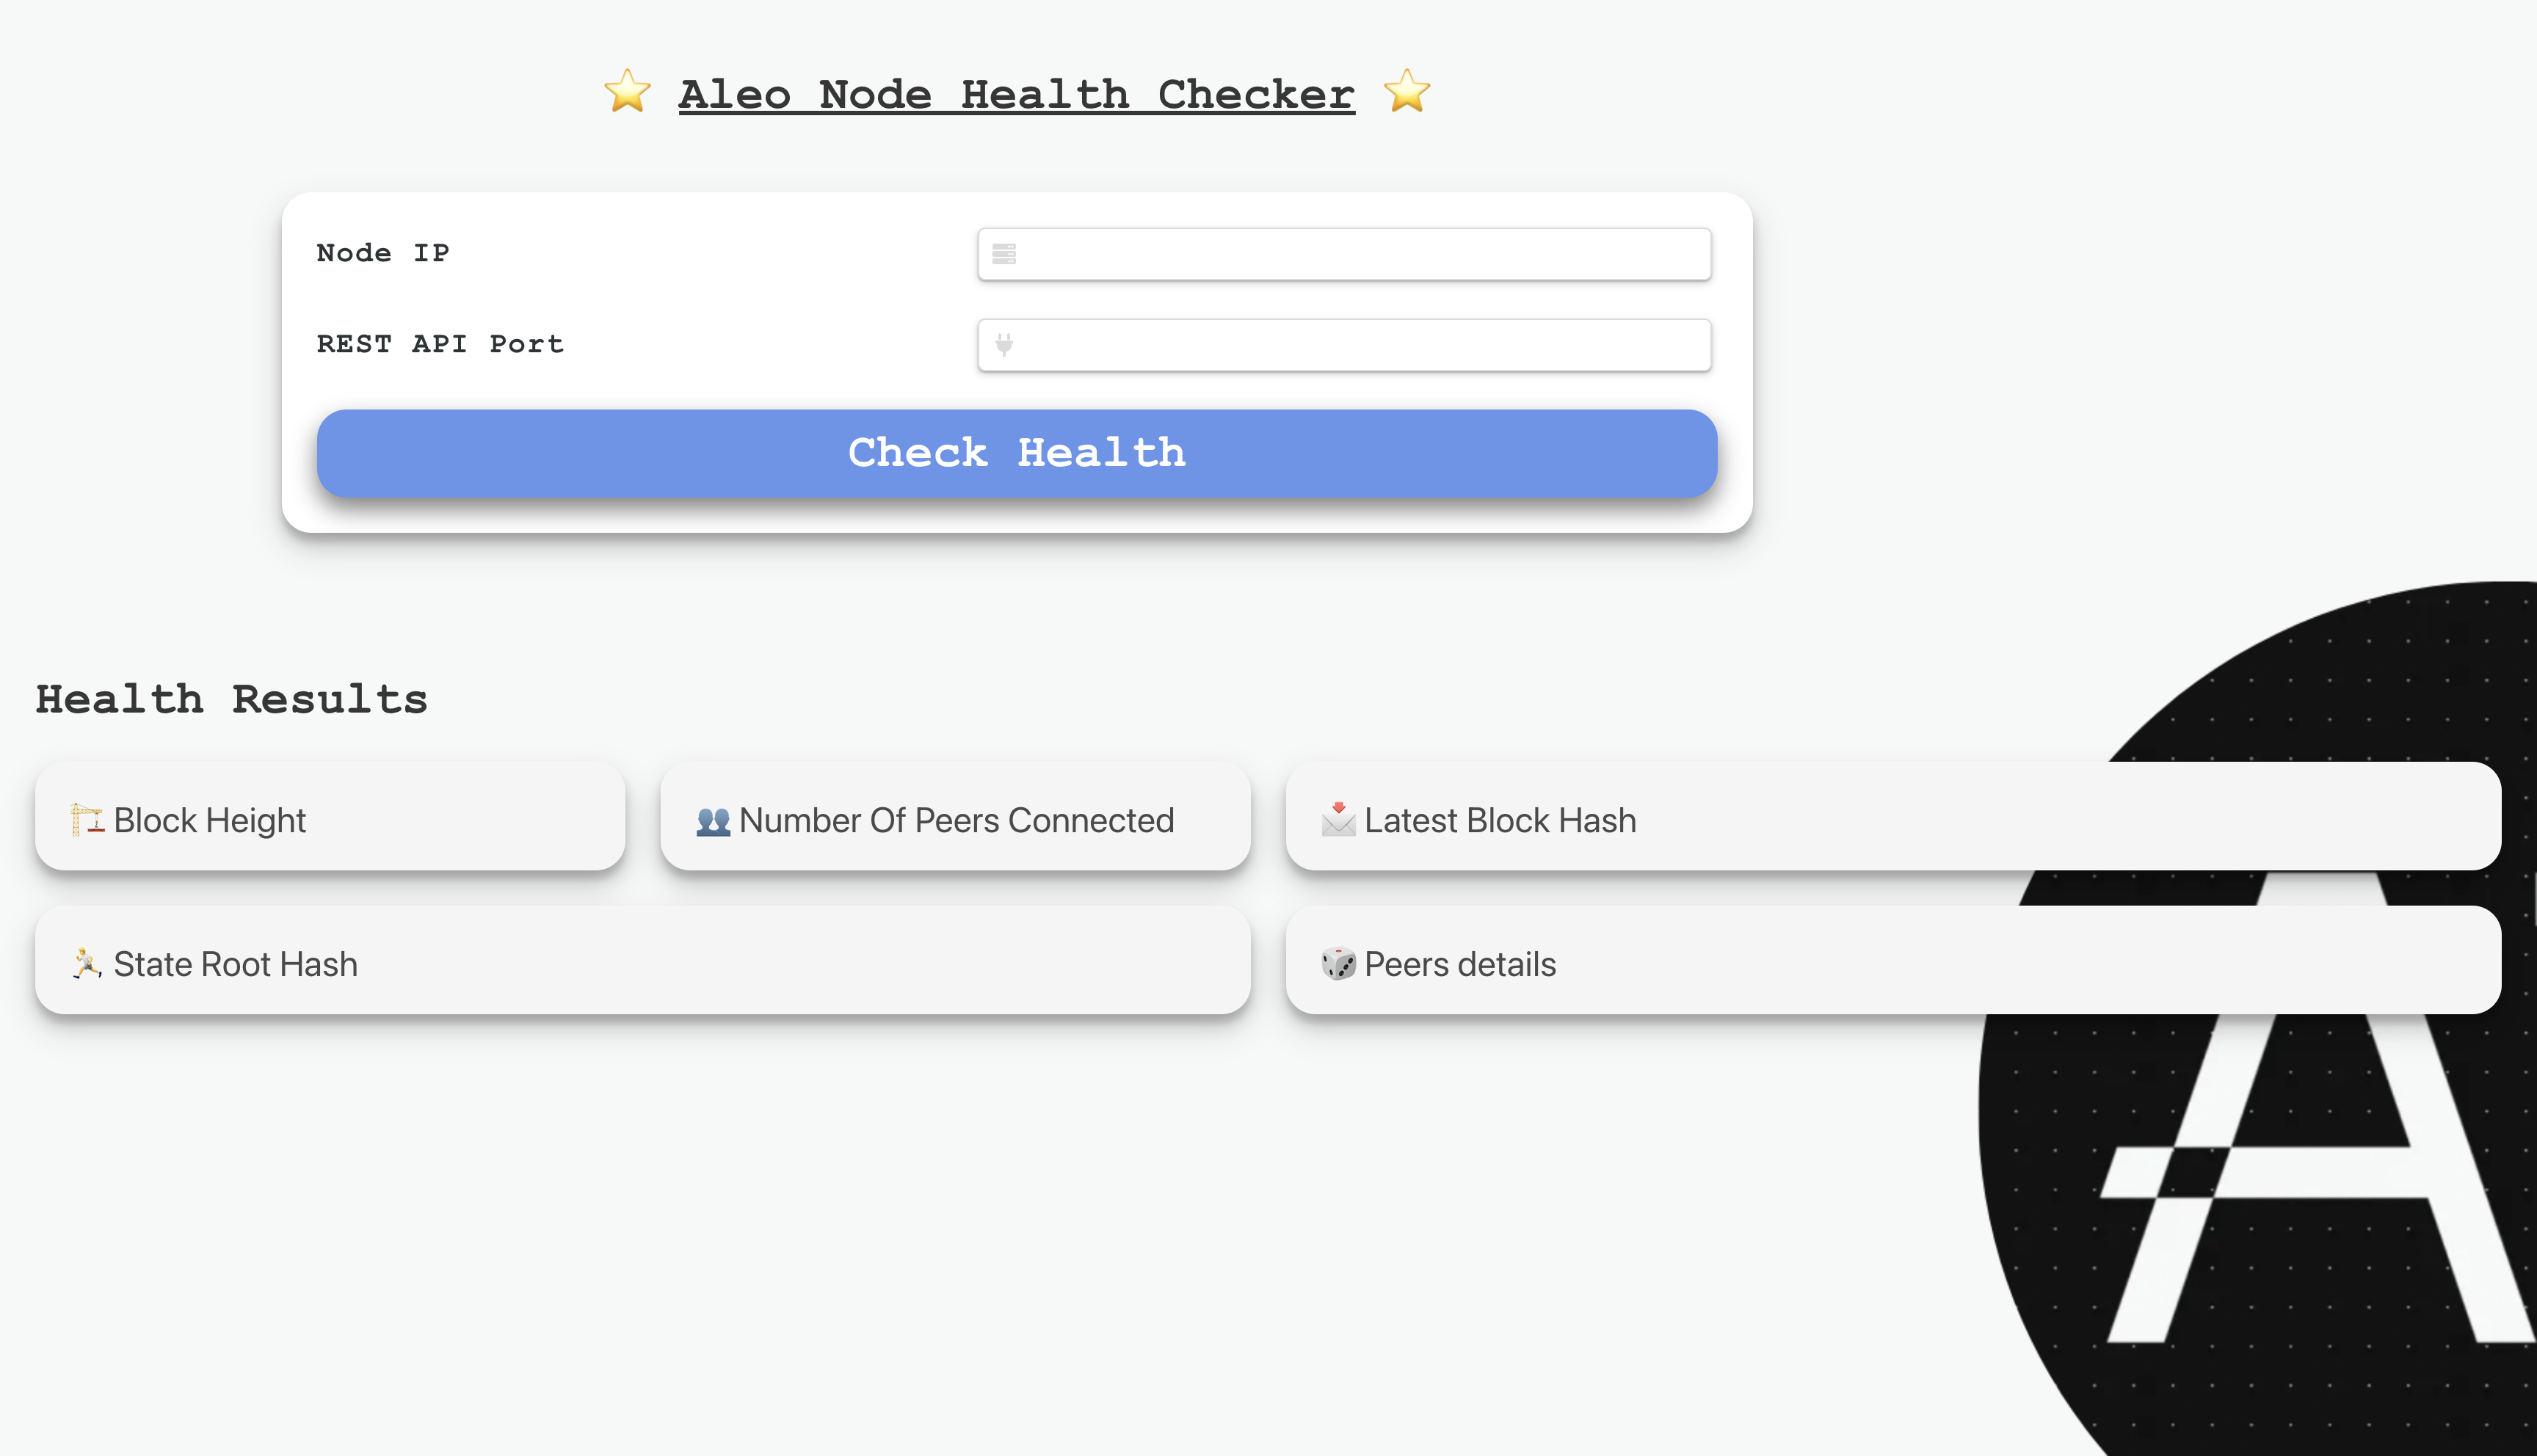 ⭐ Aleo Node Health Checker ⭐
Node IP
REST API Port
Check Health
Health Results
🏗️ Block Height
👥 Number Of Peers Connected
📩 Latest Block Hash
🏃 State Root Hash
🎲 Peers details